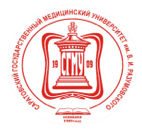 САРАТОВСКИЙ ГОСУДАРСТВЕННЫЙ МЕДИЦИНСКИЙ УНИВЕРСИТЕТ им. В. И. РАЗУМОВСКОГО
19 09
СГМУ